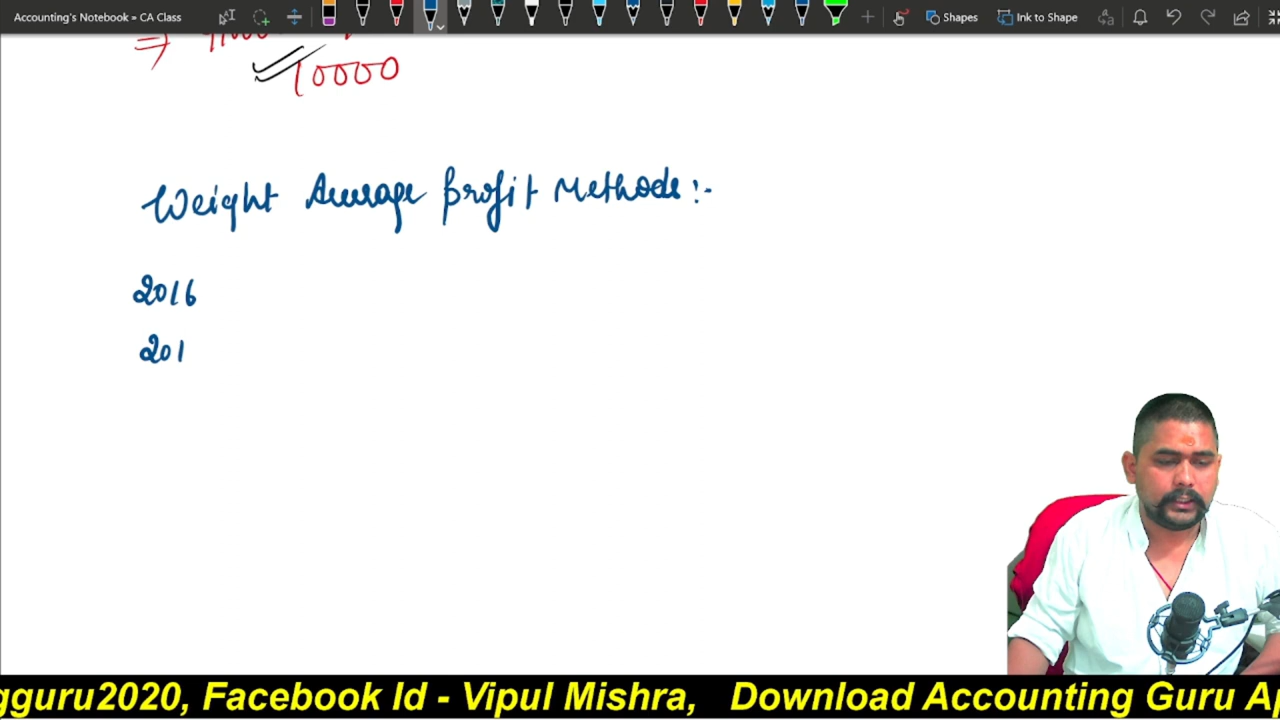 Accounting's Notebook » CA Class
Shapes
Ink to Shape
⇒
10000
Weight Average Profit Methods :-
2016
201
gguru2020, Facebook Id - Vipul Mishra, Download Accounting Guru Ap